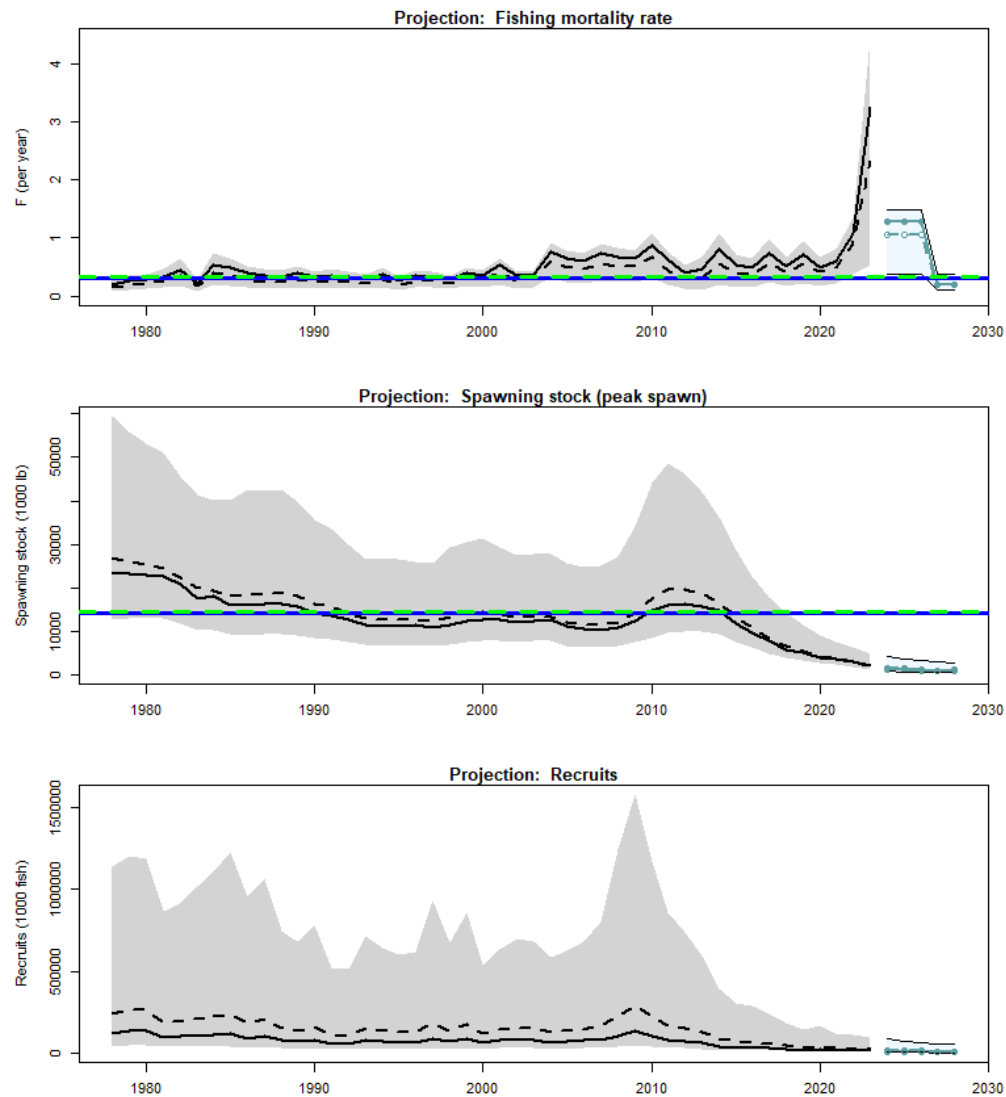 Projection: Fishing mortality rate
F (per year)
4
3
2
1
0
1980 1990 2000 2010 2020 2030
Projection: Spawning stock (peak spawn)
Spawning stock (1000 lb)
50000
30000
10000
0
1980 1990 2000 2010 2020 2030
Projection: Recruits
Recruits (1000 fish)
1500000
1000000
500000
0
1980 1990 2000 2010 2020 2030